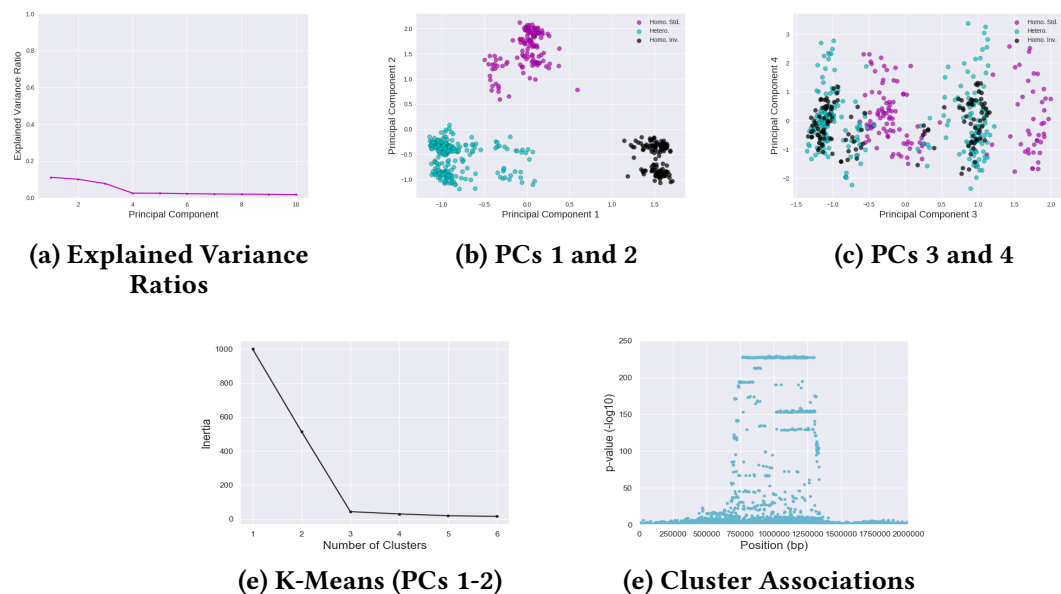 1.0
0.8
0.6
0.4
0.2
0.0
2 4 6 8 10
Explained Variance Ratio
Principal Component
(a) Explained Variance
Ratios
Homo. Std.
Hetero.
Homo. Inv.
2.0
1.5
1.0
0.5
0.0
−0.5
−1.0
−1.0 −0.5 0.0 0.5 1.0 1.5
Principal Component 2
Principal Component 1
(b) PCs 1 and 2
Homo. Std.
Hetero.
Homo. Inv.
3
2
1
0
−1
−2
−1.5 −1.0 −0.5 0.0 0.5 1.0 1.5 2.0
Principal Component 4
Principal Component 3
(c) PCs 3 and 4
1000
800
600
400
200
0
1 2 3 4 5 6
Inertia
Number of Clusters
(e) K-Means (PCs 1-2)
250
200
150
100
50
0
0 250000 500000 750000 1000000 1250000 1500000 1750000 2000000
p-value (-log10)
Position (bp)
(e) Cluster Associations